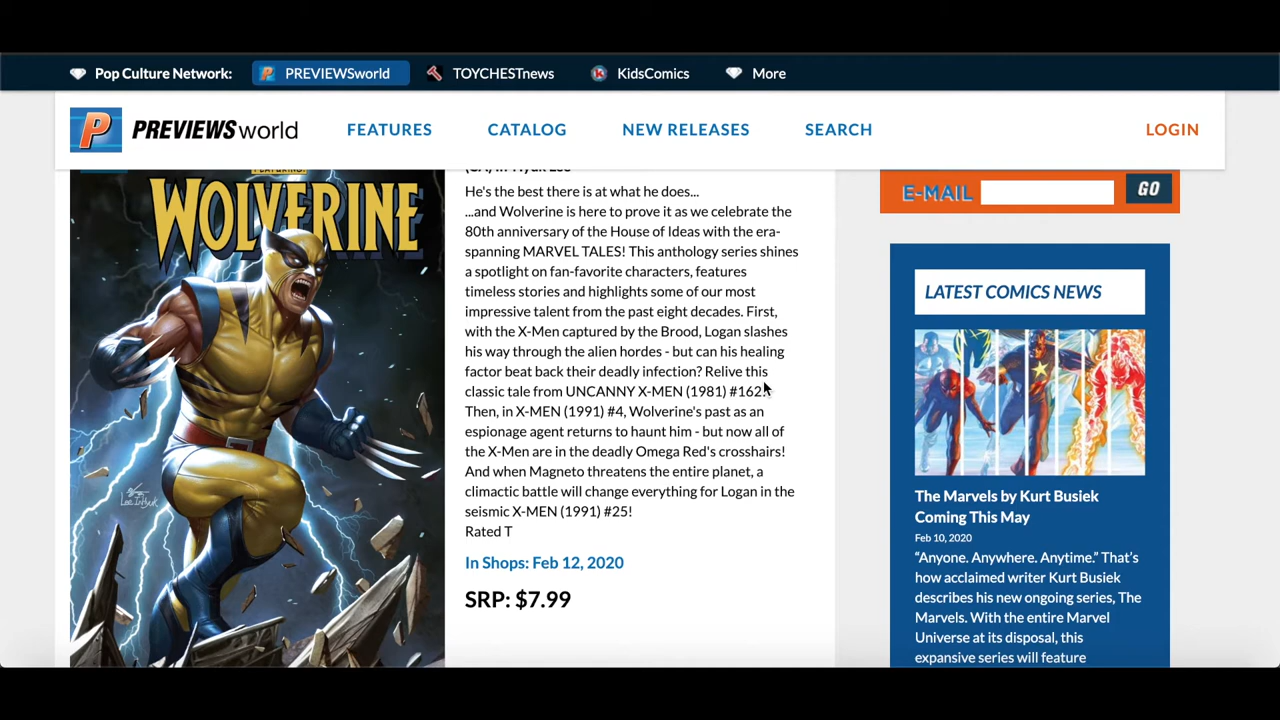 Pop Culture Network:
PREVIEWSworld
TOYCHESTnews
KidsComics
More
P PREVIEWSworld
FEATURES
CATALOG
NEW RELEASES
SEARCH
LOGIN
FEATURING:
WOLVERINE
Lee InHyuk
(CA) In-Hyuk Lee
He's the best there is at what he does...
...and Wolverine is here to prove it as we celebrate the
80th anniversary of the House of Ideas with the era-
spanning MARVEL TALES! This anthology series shines
a spotlight on fan-favorite characters, features
timeless stories and highlights some of our most
impressive talent from the past eight decades. First,
with the X-Men captured by the Brood, Logan slashes
his way through the alien hordes - but can his healing
factor beat back their deadly infection? Relive this
classic tale from UNCANNY X-MEN (1981) #162.
Then, in X-MEN (1991) #4, Wolverine's past as an
espionage agent returns to haunt him - but now all of
the X-Men are in the deadly Omega Red's crosshairs!
And when Magneto threatens the entire planet, a
climactic battle will change everything for Logan in the
seismic X-MEN (1991) #25!
Rated T
In Shops: Feb 12, 2020
SRP: $7.99
E-MAIL
GO
LATEST COMICS NEWS
The Marvels by Kurt Busiek
Coming This May
Feb 10, 2020
“Anyone. Anywhere. Anytime.” That’s
how acclaimed writer Kurt Busiek
describes his new ongoing series, The
Marvels. With the entire Marvel
Universe at its disposal, this
expansive series will feature